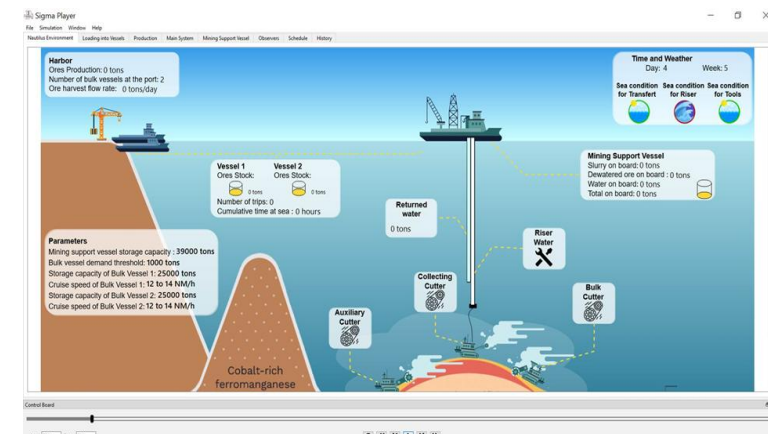 Sigma Player
File Simulation Window Help
Nautilus Environment Loading into Vessels Production Main System Mining Support Vessel Observers Schedule History
Harbor
Ores Production: 0 tons
Number of bulk vessels at the port: 2
Ore harvest flow rate: 0 tons/day
Time and Weather
Day: 4 Week: 5
Sea condition for Transfert
Sea condition for Riser
Sea condition for Tools
Vessel 1 Vessel 2
Ores Stock: Ores Stock:
0 tons 0 tons
Number of trips: 0
Cumulative time at sea : 0 hours
Mining Support Vessel
Slurry on board: 0 tons
Dewatered ore on board : 0 tons
Water on board: 0 tons
Total on board: 0 tons
Returned
water
0 tons
Riser
Water
Parameters
Mining support vessel storage capacity : 39000 tons
Bulk vessel demand threshold: 1000 tons
Storage capacity of Bulk Vessel 1: 25000 tons
Cruise speed of Bulk Vessel 1: 12 to 14 NM/h
Storage capacity of Bulk Vessel 2: 25000 tons
Cruise speed of Bulk Vessel 2: 12 to 14 NM/h
Collecting
Cutter
Bulk
Cutter
Auxiliary
Cutter
Cobalt-rich
ferromanganese
Control Board